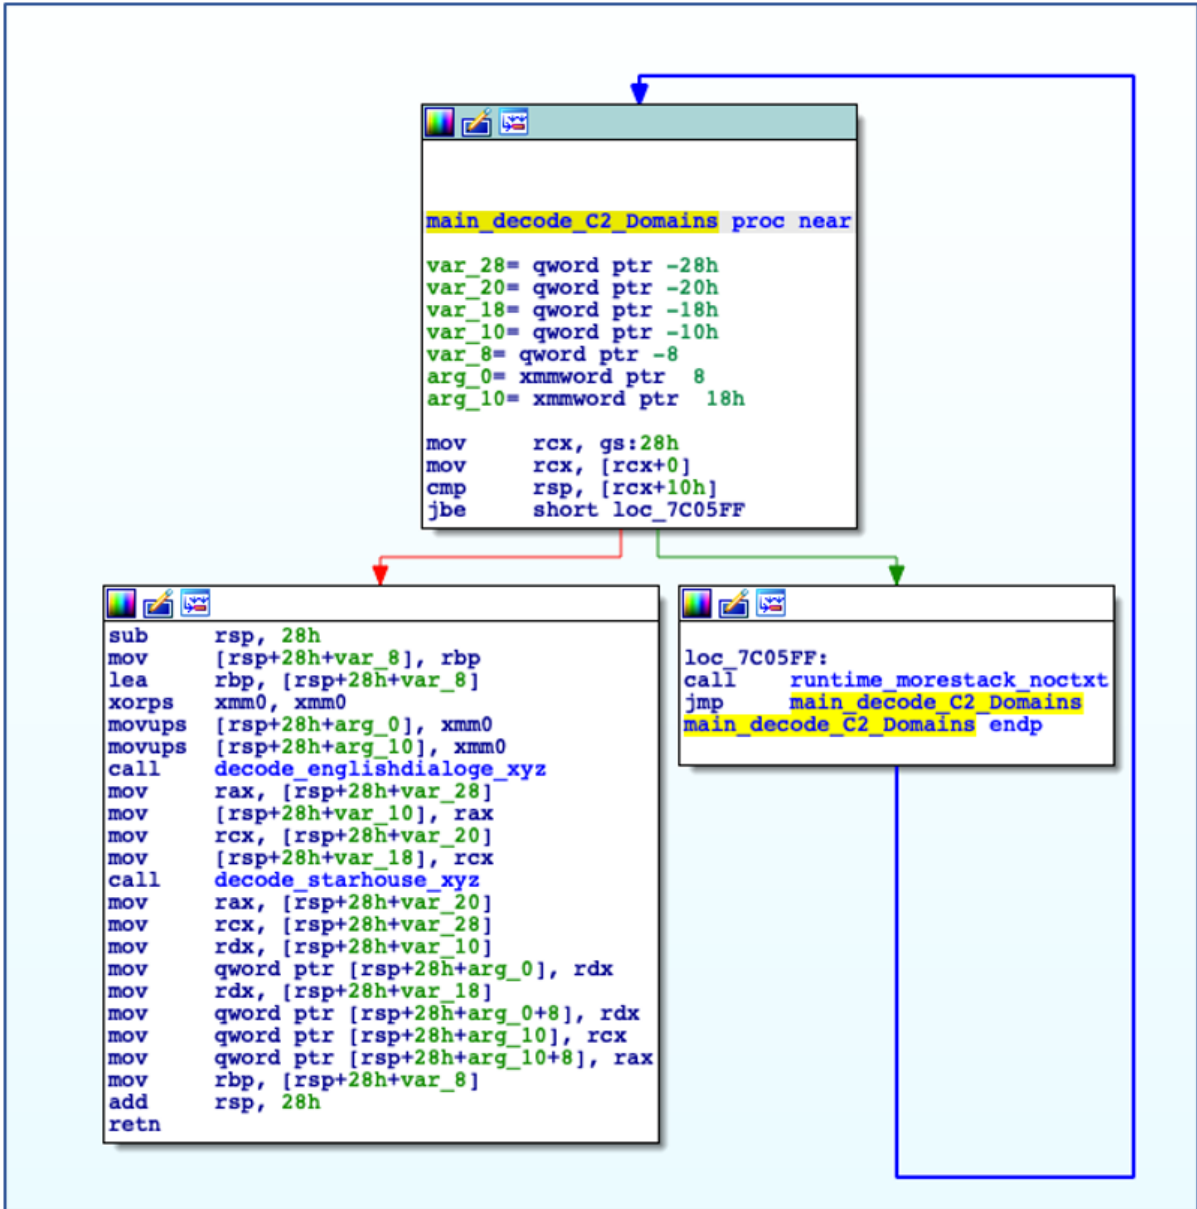 main_decode_C2_Domains proc near
var_28= qword ptr -28h
var_20= qword ptr -20h
var_18= qword ptr -18h
var_10= qword ptr -10h
var_8= qword ptr -8
arg_0= xmmword ptr  8
arg_10= xmmword ptr  18h
mov     rcx, gs:28h
mov     rcx, [rcx+0]
cmp     rsp, [rcx+10h]
jbe     short loc_7C05FF
sub     rsp, 28h
mov     [rsp+28h+var_8], rbp
lea     rbp, [rsp+28h+var_8]
xorps   xmm0, xmm0
movups  [rsp+28h+arg_0], xmm0
movups  [rsp+28h+arg_10], xmm0
call    decode_englishdialoge_xyz
mov     rax, [rsp+28h+var_28]
mov     [rsp+28h+var_10], rax
mov     rcx, [rsp+28h+var_20]
mov     [rsp+28h+var_18], rcx
call    decode_starhouse_xyz
mov     rax, [rsp+28h+var_20]
mov     rcx, [rsp+28h+var_28]
mov     rdx, [rsp+28h+var_10]
mov     qword ptr [rsp+28h+arg_0], rdx
mov     rdx, [rsp+28h+var_18]
mov     qword ptr [rsp+28h+arg_0+8], rdx
mov     qword ptr [rsp+28h+arg_10], rcx
mov     qword ptr [rsp+28h+arg_10+8], rax
mov     rbp, [rsp+28h+var_8]
add     rsp, 28h
retn
loc_7C05FF:
call    runtime_morestack_noctxt
jmp     main_decode_C2_Domains
main_decode_C2_Domains endp